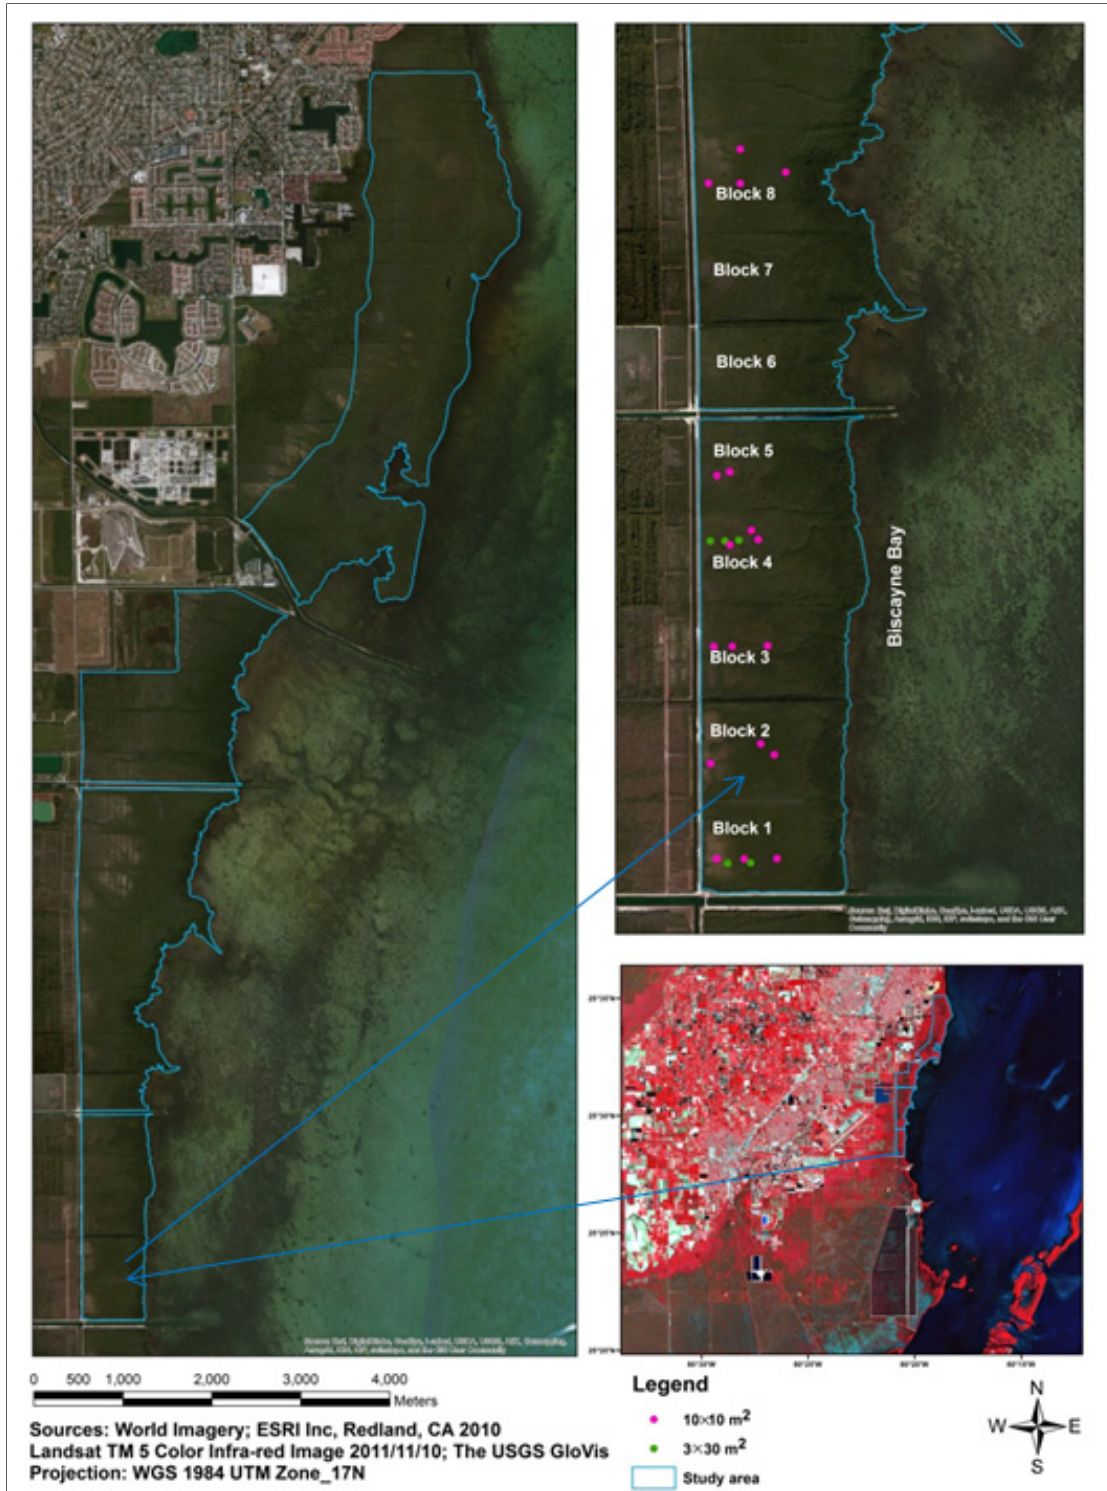 Block 8
Block 7
Block 6
Block 5
Block 4
Block 3
Block 2
Block 1
Biscayne Bay
0 500 1,000 2,000 3,000 4,000
Meters
Sources: World Imagery; ESRI Inc, Redland, CA 2010
Landsat TM 5 Color Infra-red Image 2011/11/10; The USGS GloVis
Projection: WGS 1984 UTM Zone_17N
Legend
10×10 m²
3×30 m²
Study area
N
W E
S